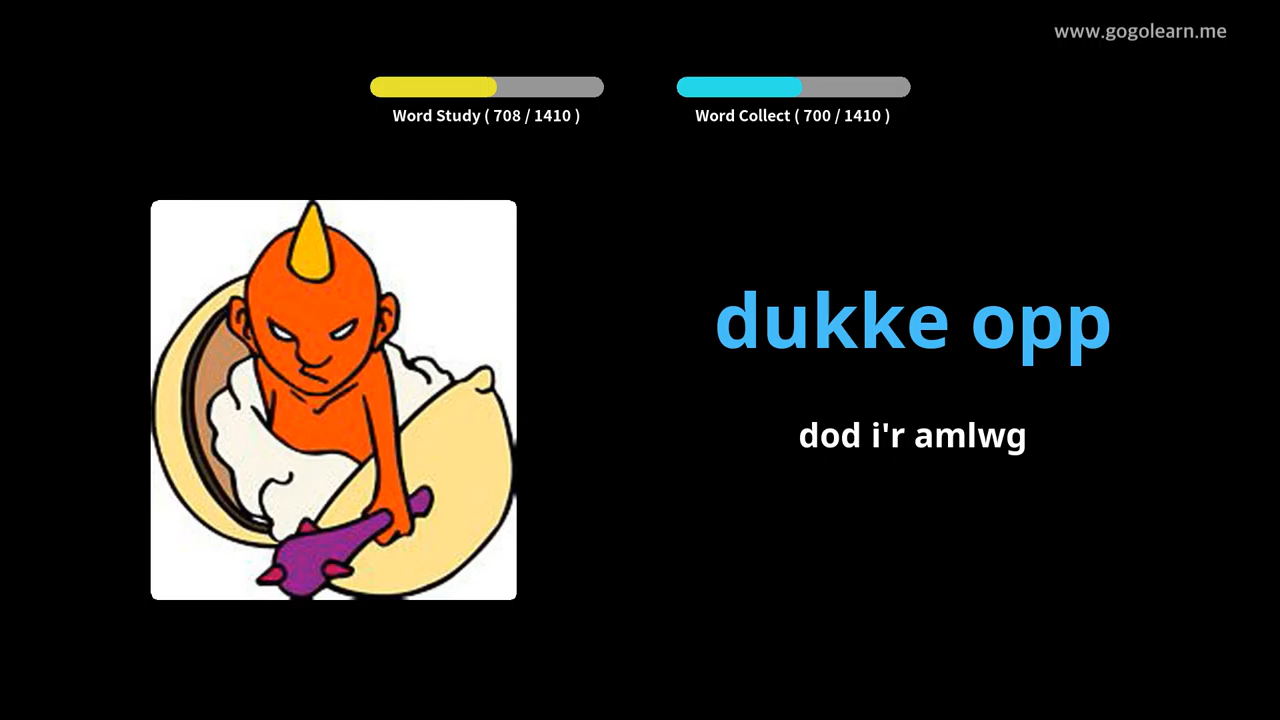 www.gogolearn.me
Word Study ( 708 / 1410 )
Word Collect ( 700 / 1410 )
dukke opp
dod i'r amlwg